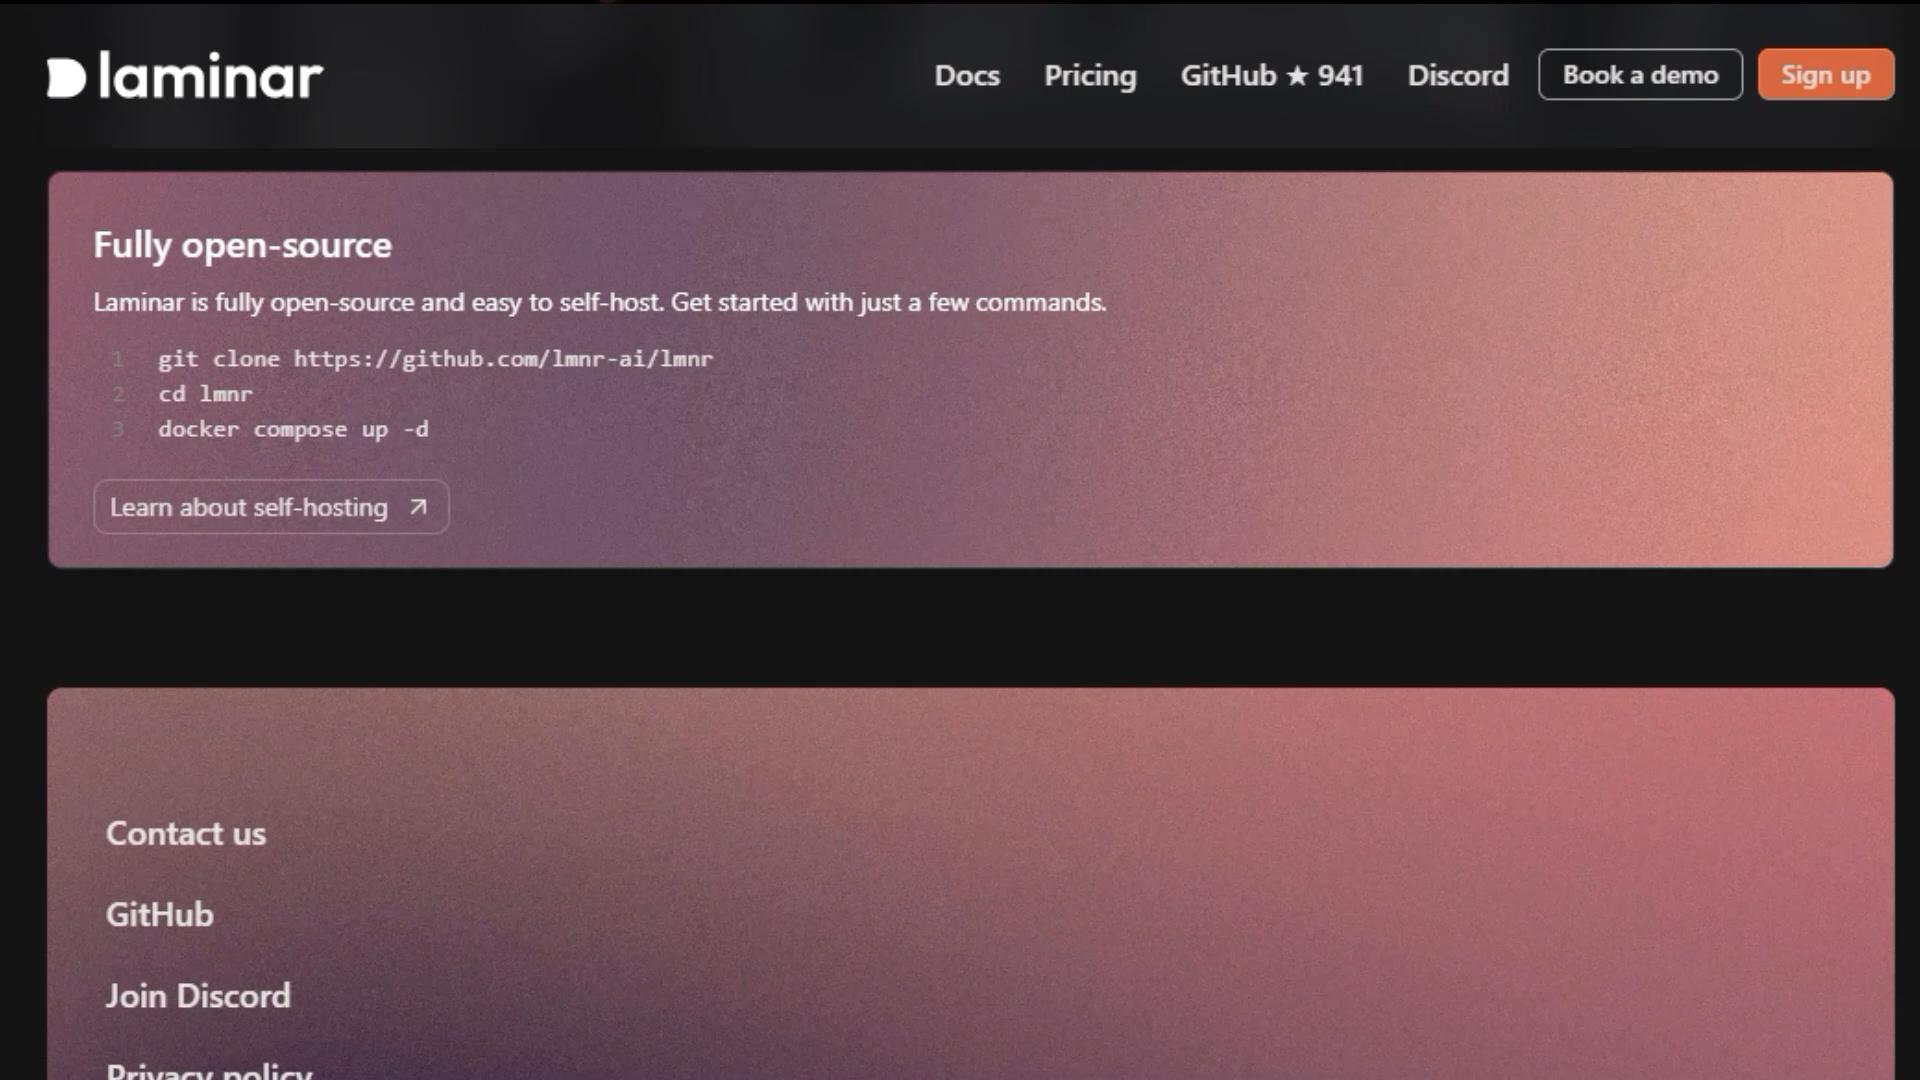 laminar
Docs Pricing GitHub ★ 941 Discord Book a demo Sign up
Fully open-source
Laminar is fully open-source and easy to self-host. Get started with just a few commands.
1 git clone https://github.com/lmnr-ai/lmnr
2 cd lmnr
3 docker compose up -d
Learn about self-hosting
Contact us
GitHub
Join Discord
Privacy policy